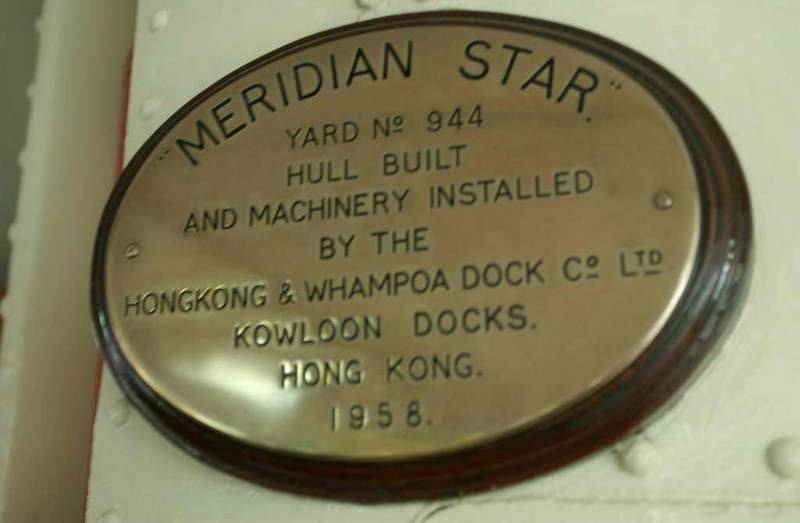 "MERIDIAN STAR."
YARD Nº 944
HULL BUILT
AND MACHINERY INSTALLED
BY THE
HONGKONG & WHAMPOA DOCK Cº LTD
KOWLOON DOCKS.
HONG KONG.
1958.